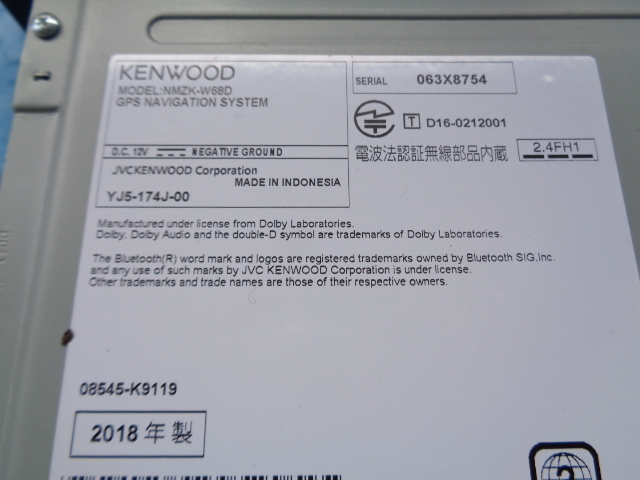 KENWOOD
MODEL:NMZK-W68D
GPS NAVIGATION SYSTEM
D.C. 12V NEGATIVE GROUND
JVCKENWOOD Corporation
MADE IN INDONESIA
YJ5-174J-00
SERIAL 063X8754
T D16-0212001
電波法認証無線部品内蔵 2.4FH1
Manufactured under license from Dolby Laboratories.
Dolby, Dolby Audio and the double-D symbol are trademarks of Dolby Laboratories.
The Bluetooth(R) word mark and logos are registered trademarks owned by Bluetooth SIG,Inc.
and any use of such marks by JVC KENWOOD Corporation is under license.
Other trademarks and trade names are those of their respective owners.
08545-K9119
2018 年 製
2